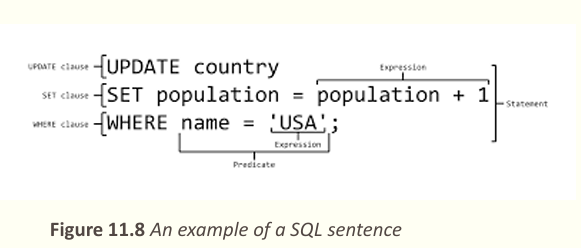 Expression
UPDATE clause UPDATE country
SET clause SET population = population + 1 Statement
WHERE clause WHERE name = 'USA';
Expression
Predicate
Figure 11.8 An example of a SQL sentence